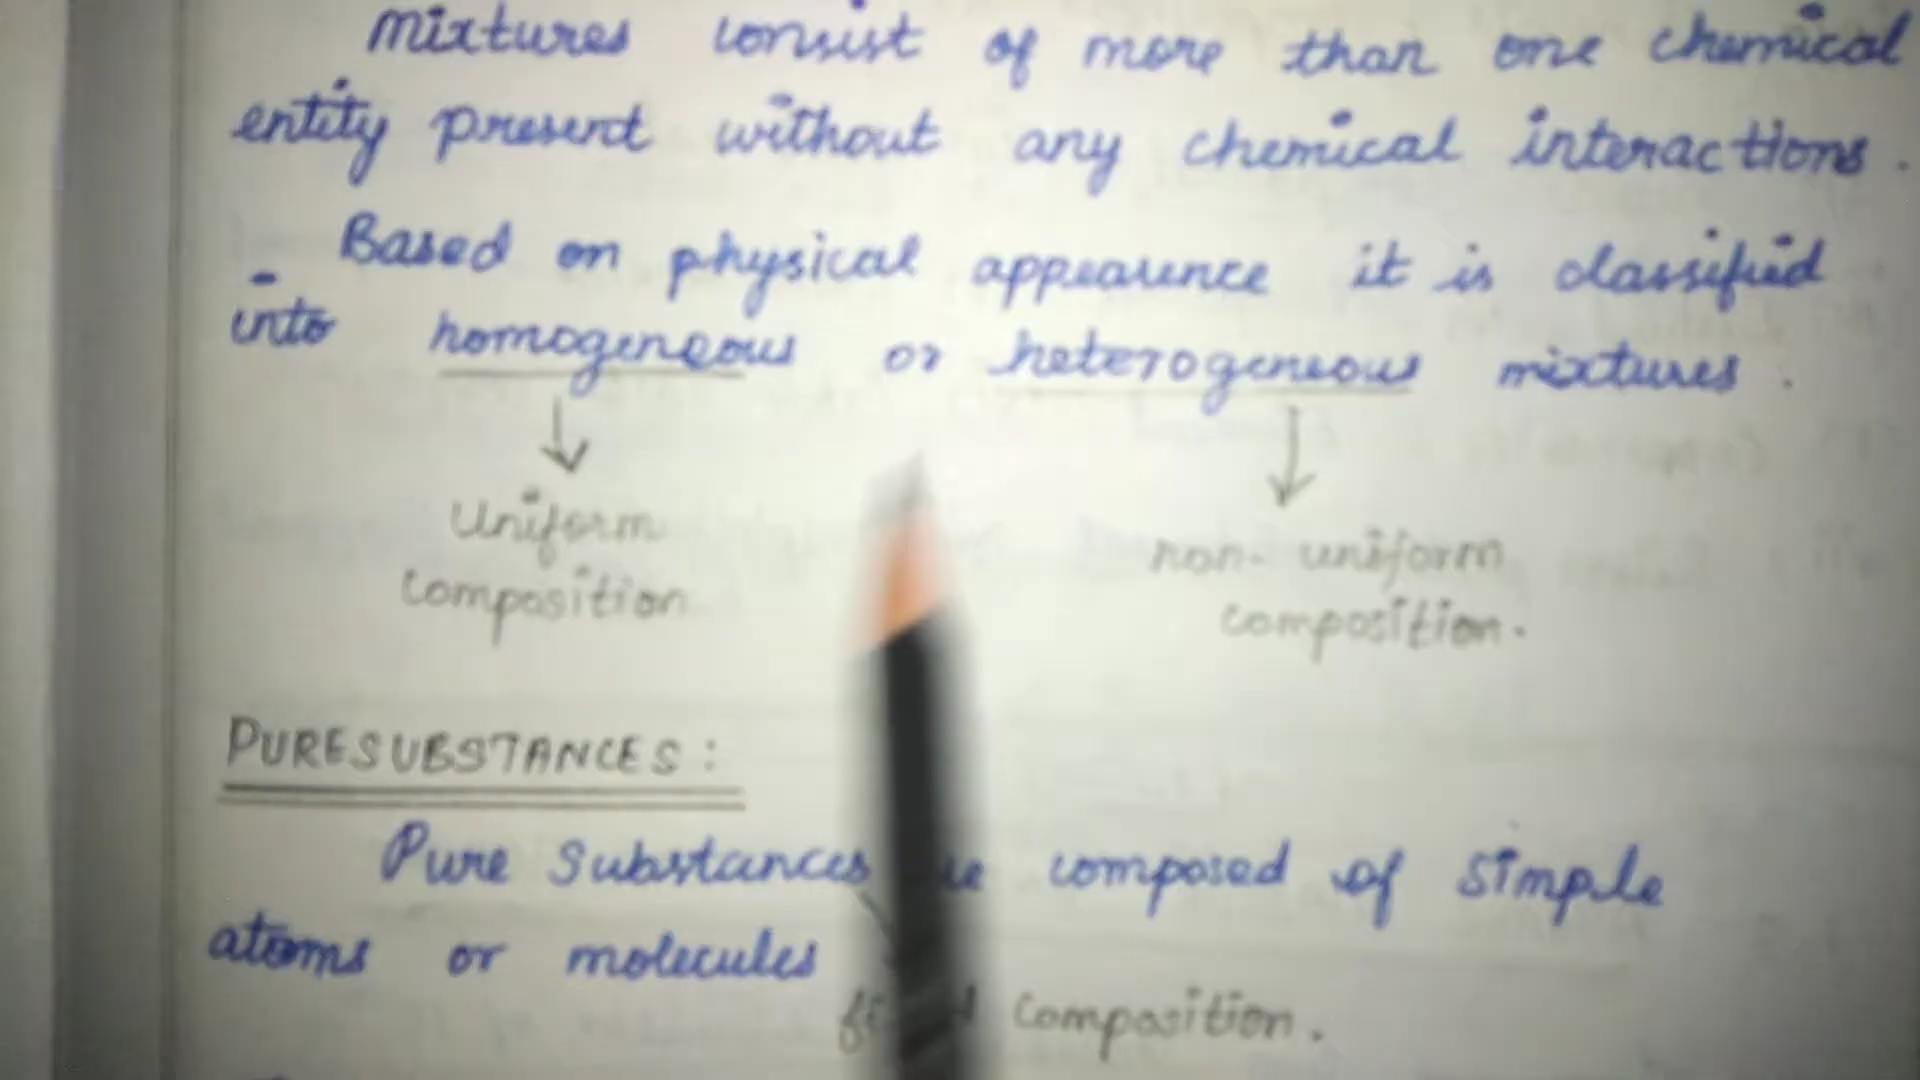 mixtures consist of more than one chemical
entity present without any chemical interactions.
Based on physical appearence it is classified
into homogeneous or heterogeneous mixtures.
Uniform
composition
non-uniform
composition.
PURESUBSTANCES:
Pure Substances composed of simple
atoms or molecules
composition.